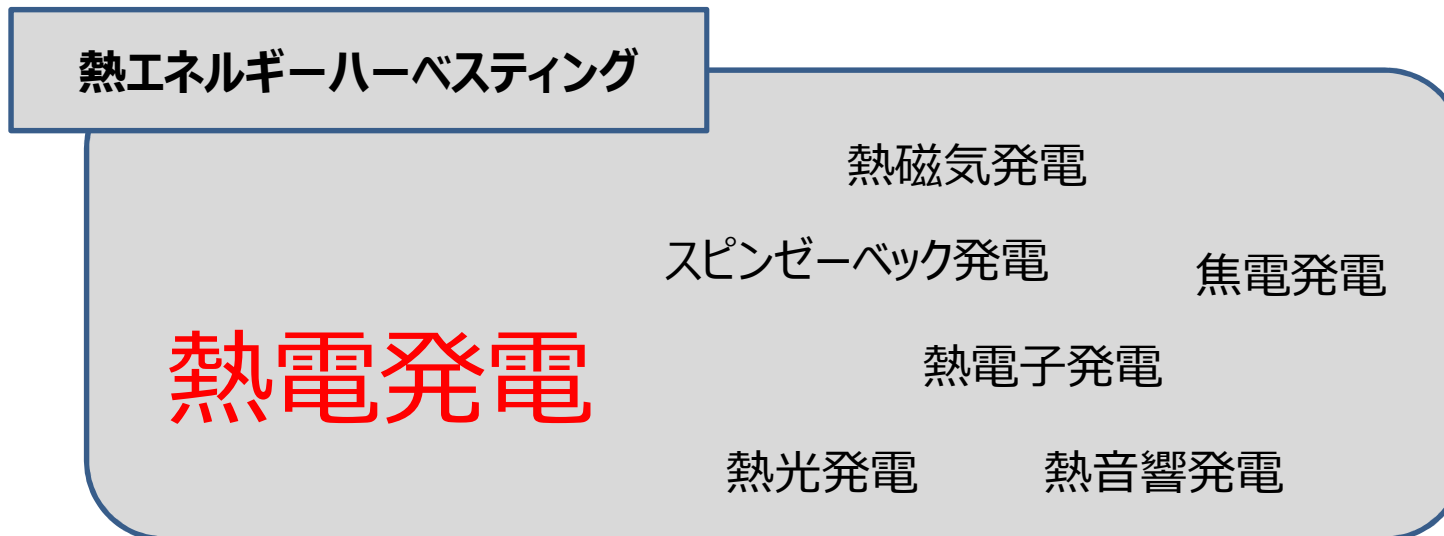 熱エネルギーハーベスティング
熱磁気発電
スピンゼーベック発電
焦電発電
熱電発電
熱電子発電
熱光発電
熱音響発電